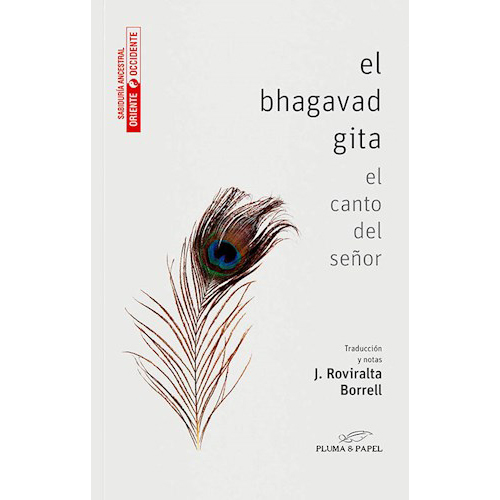 SABIDURÍA ANCESTRAL
ORIENTE OCCIDENTE
el
bhagavad
gita
el
canto
del
señor
Traducción
y notas
J. Roviralta
Borrell
PLUMA & PAPEL